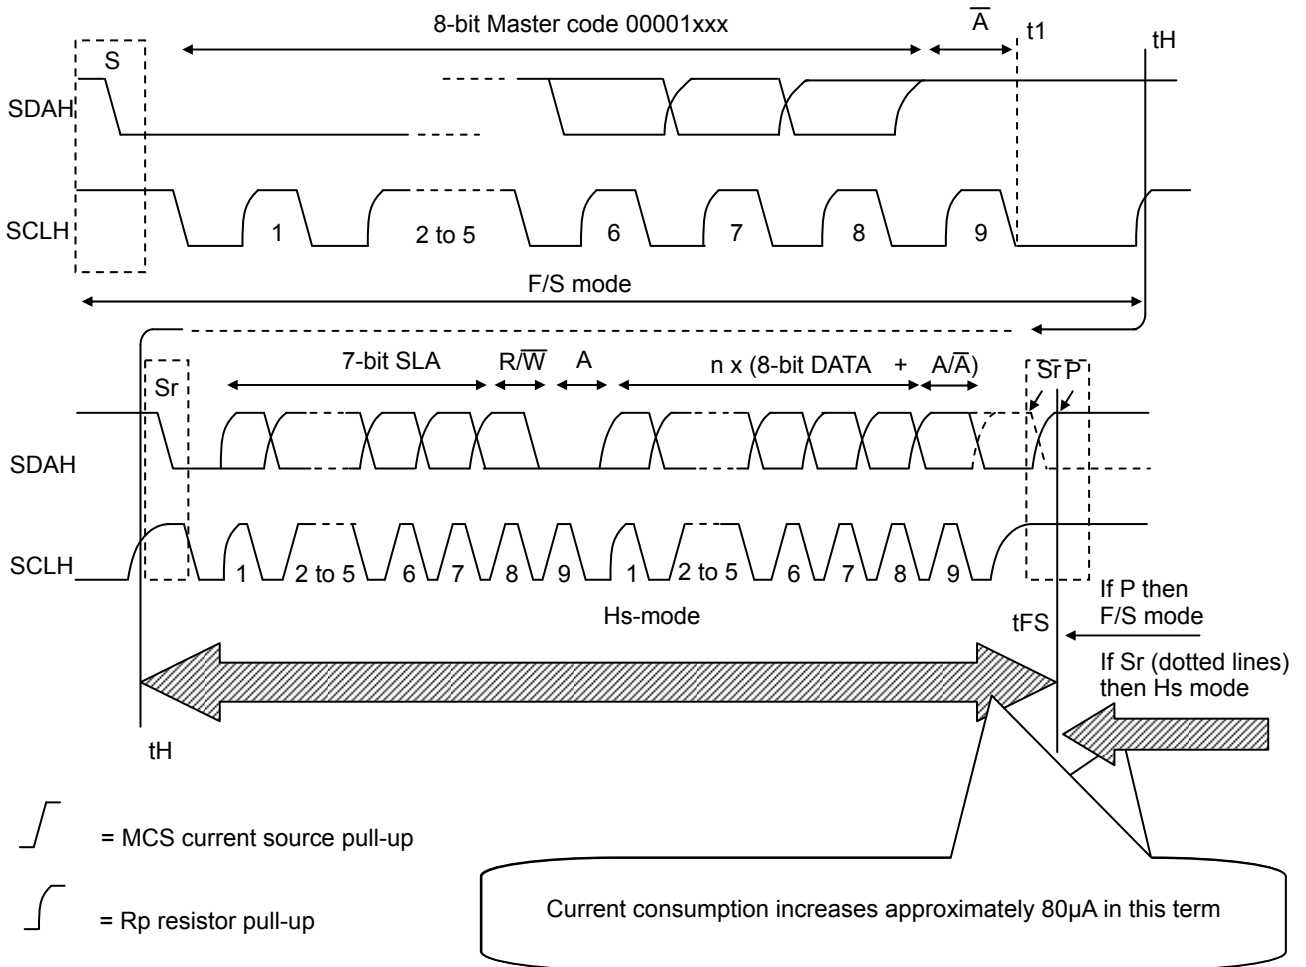 8-bit Master code 00001xxx
A̅
t1
tH
S
SDAH
SCLH
1
2 to 5
6
7
8
9
F/S mode
7-bit SLA
R/W̅
A
n x (8-bit DATA + A/A̅)
Sr
Sr P
SDAH
SCLH
1
2 to 5
6
7
8
9
1
2 to 5
6
7
8
9
Hs-mode
tFS
If P then
F/S mode
If Sr (dotted lines)
then Hs mode
tH
= MCS current source pull-up
= Rp resistor pull-up
Current consumption increases approximately 80μA in this term